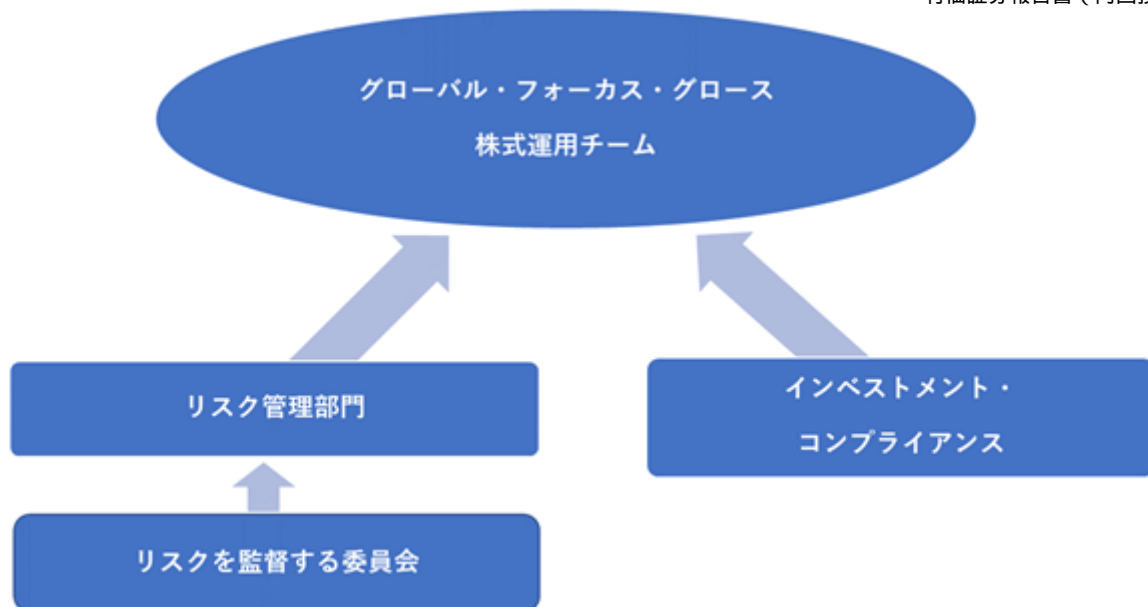 グローバル・フォーカス・グロース
株式運用チーム
リスク管理部門
インベストメント・
コンプライアンス
リスクを監督する委員会